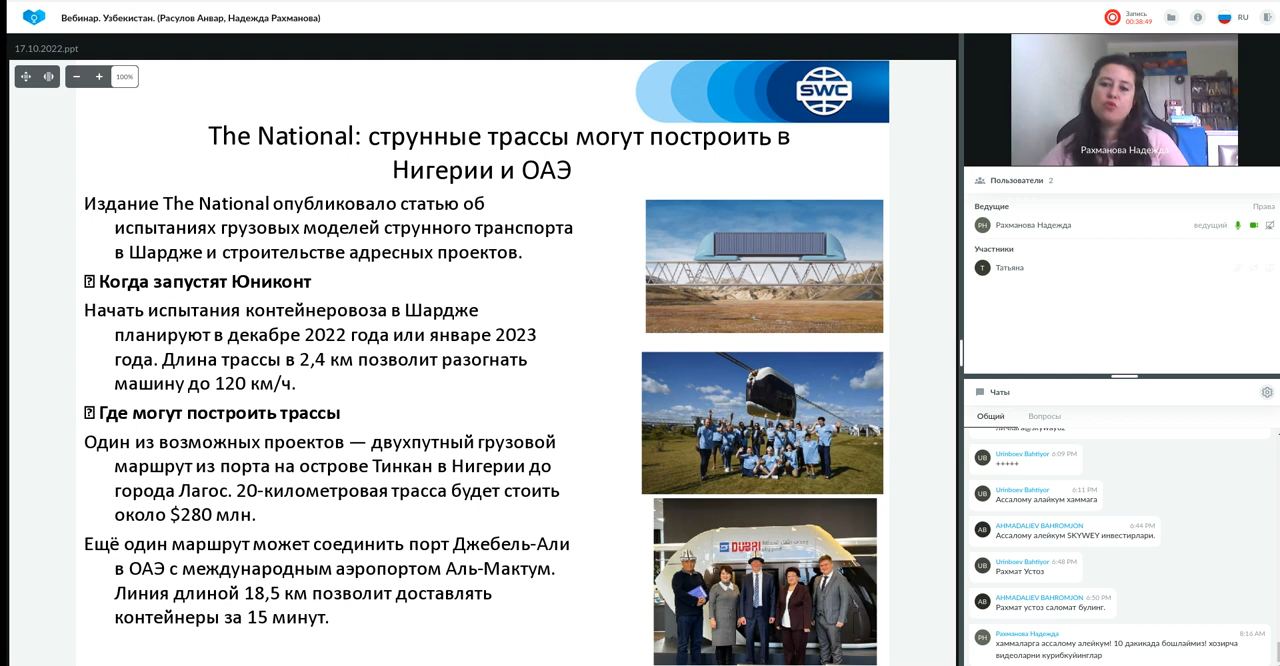 Вебинар. Узбекистан. (Расулов Анвар, Надежда Рахманова)
Запись
00:38:49
RU
17.10.2022.ppt
100%
SWC
The National: струнные трассы могут построить в
Нигерии и ОАЭ
Издание The National опубликовало статью об
испытаниях грузовых моделей струнного транспорта
в Шардже и строительстве адресных проектов.
Когда запустят Юниконт
Начать испытания контейнеровоза в Шардже
планируют в декабре 2022 года или январе 2023
года. Длина трассы в 2,4 км позволит разогнать
машину до 120 км/ч.
Где могут построить трассы
Один из возможных проектов — двухпутный грузовой
маршрут из порта на острове Тинкан в Нигерии до
города Лагос. 20-километровая трасса будет стоить
около $280 млн.
Ещё один маршрут может соединить порт Джебель-Али
в ОАЭ с международным аэропортом Аль-Мактум.
Линия длиной 18,5 км позволит доставлять
контейнеры за 15 минут.
DUBAI
Рахманова Надежда
Пользователи 2
Ведущие Права
РН Рахманова Надежда ведущий
Участники
Т Татьяна
Чаты
Общий Вопросы
UB Urinboev Bahtiyor 6:09 PM
+++++
UB Urinboev Bahtiyor 6:11 PM
Ассалому алайкум хаммага
AB AHMADALIEV BAHROMJON 6:44 PM
Ассалому алейкум SKYWEY инвестирлари.
UB Urinboev Bahtiyor 6:48 PM
Рахмат Устоз
AB AHMADALIEV BAHROMJON 6:50 PM
Рахмат устоз саломат булинг.
РН Рахманова Надежда 8:16 AM
хаммаларга ассалому алейкум! 10 дакикада бошлаймиз! хозирча
видеоларни курибкуйинглар